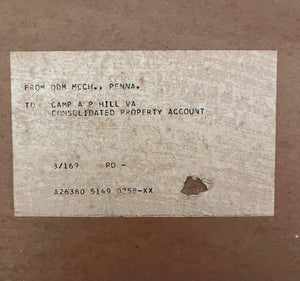 FROM DDM MECH., PENNA.
TO CAMP A P HILL VA
CONSOLIDATED PROPERTY ACCOUNT
3/169 PD -
A26380 5149 0258-XX